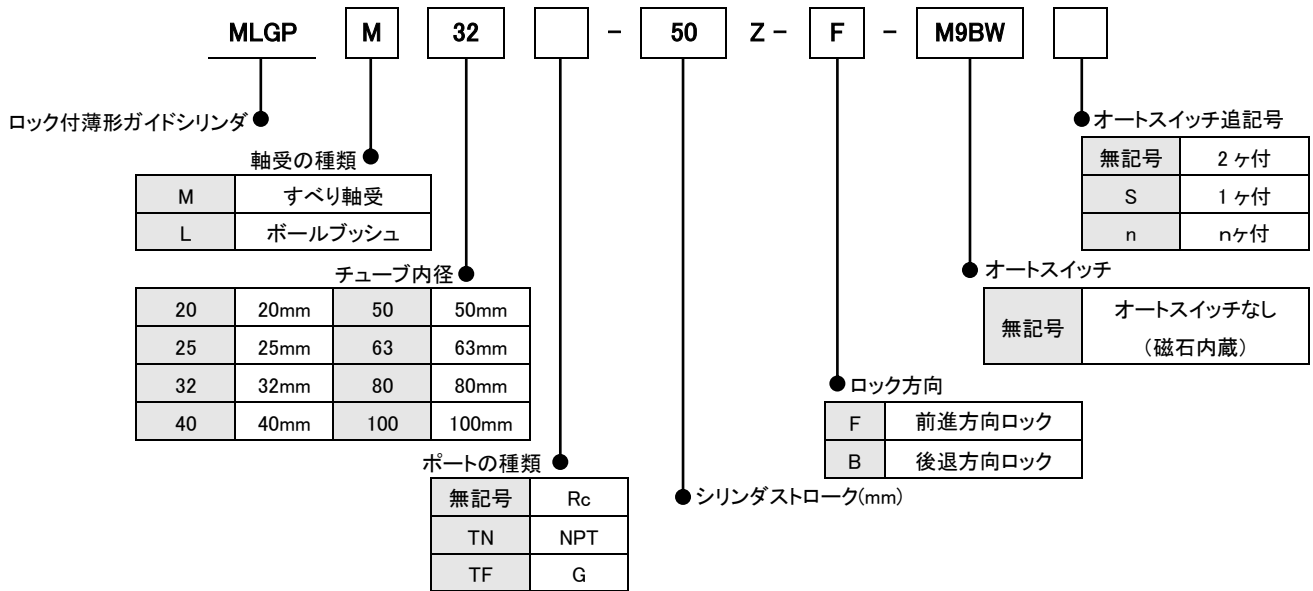 MLGP M 32 - 50 Z - F - M9BW
ロック付薄形ガイドシリンダ
軸受の種類
M すべり軸受
L ボールブッシュ
チューブ内径
20 20mm 50 50mm
25 25mm 63 63mm
32 32mm 80 80mm
40 40mm 100 100mm
ポートの種類
無記号 Rc
TN NPT
TF G
シリンダストローク(mm)
ロック方向
F 前進方向ロック
B 後退方向ロック
オートスイッチ
無記号 オートスイッチなし
（磁石内蔵）
オートスイッチ追記号
無記号 2 ヶ付
S 1 ヶ付
n nヶ付